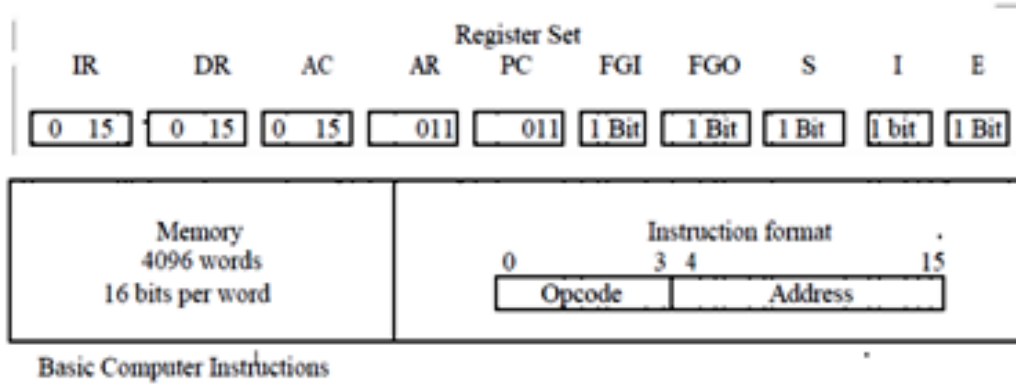 Register Set
IR DR AC AR PC FGI FGO S I E
0 15 0 15 0 15 011 011 1 Bit 1 Bit 1 Bit 1 bit 1 Bit
Memory
4096 words
16 bits per word
Instruction format
0 3 4 15
Opcode Address
Basic Computer Instructions